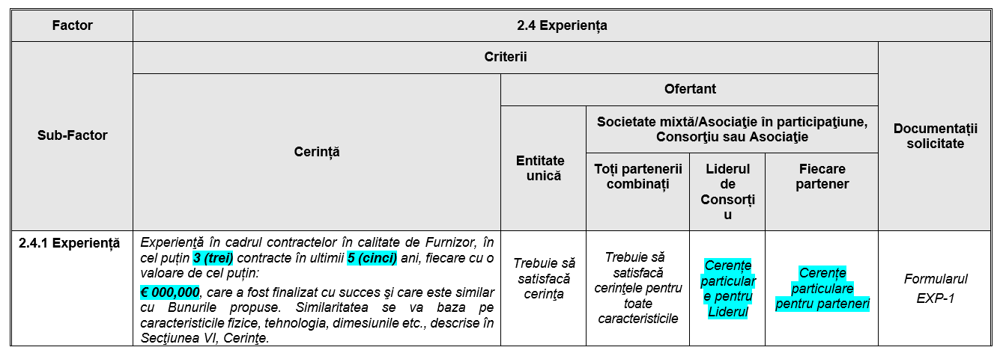 Factor
2.4 Experiența
Sub-Factor
Criterii
Documentații
solicitate
Cerință
Ofertant
Entitate
unică
Societate mixtă/Asociaţie în participaţiune,
Consorţiu sau Asociaţie
Toți partenerii
combinați
Liderul
de
Consorți
u
Fiecare
partener
2.4.1 Experiență
Experienţă în cadrul contractelor în calitate de Furnizor, în
cel puțin 3 (trei) contracte în ultimii 5 (cinci) ani, fiecare cu o
valoare de cel puțin:
€ 000,000, care a fost finalizat cu succes şi care este similar
cu Bunurile propuse. Similaritatea se va baza pe
caracteristicile fizice, tehnologia, dimesiunile etc., descrise în
Secţiunea VI, Cerinţe.
Trebuie să
satisfacă
cerinţa
Trebuie să
satisfacă
cerinţele pentru
toate
caracteristicile
Cerențe
particular
e pentru
Liderul
Cerențe
particulare
pentru parteneri
Formularul
EXP-1